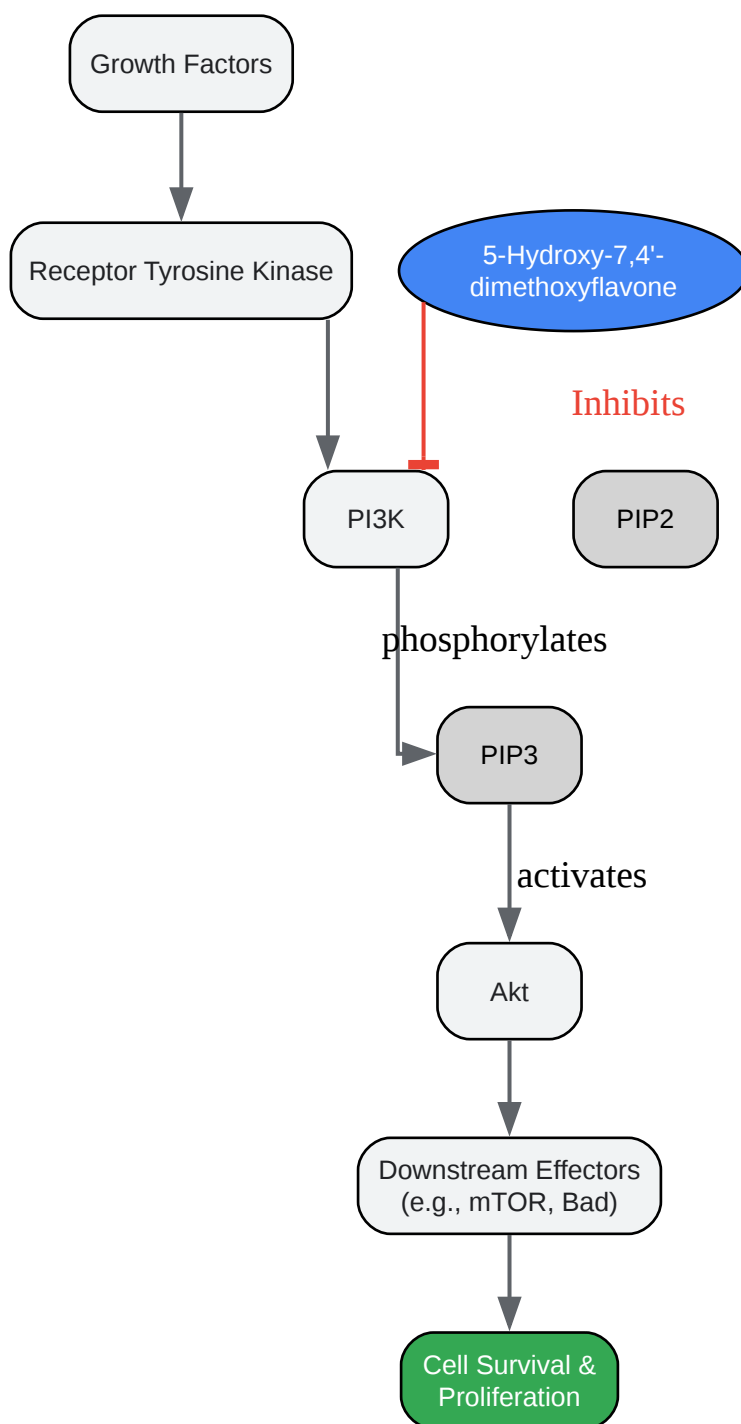 Growth Factors
Receptor Tyrosine Kinase
5-Hydroxy-7,4'-
dimethoxyflavone
Inhibits
PI3K
PIP2
phosphorylates
PIP3
activates
Akt
Downstream Effectors
(e.g., mTOR, Bad)
Cell Survival &
Proliferation